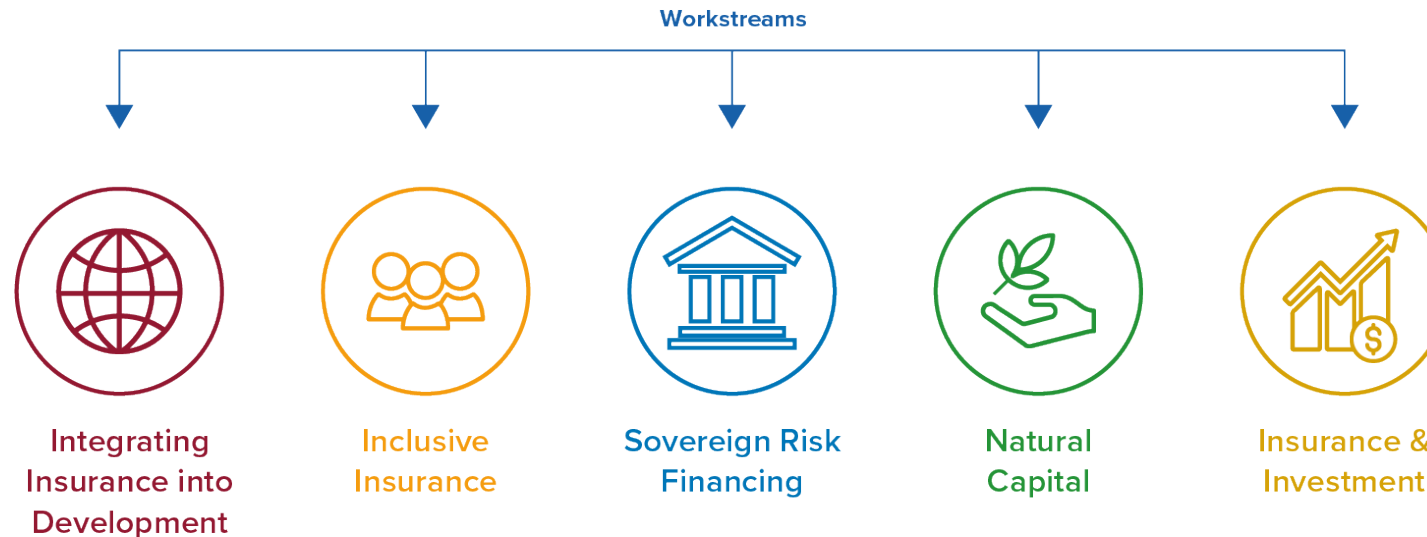 Workstreams
Integrating
Insurance into
Development
Inclusive
Insurance
Sovereign Risk
Financing
Natural
Capital
Insurance &
Investment
$